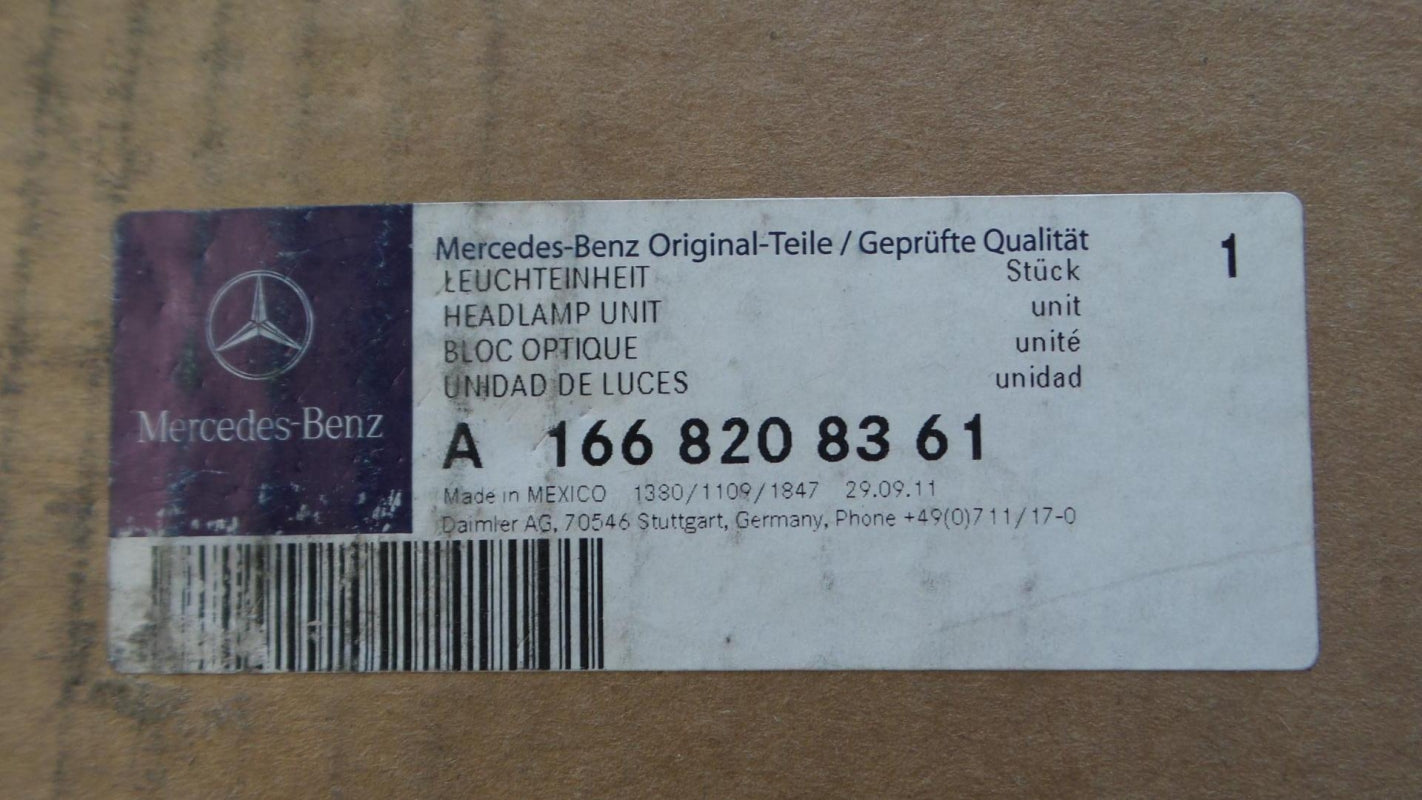 Mercedes-Benz
Mercedes-Benz Original-Teile / Geprüfte Qualität
LEUCHTEINHEIT Stück 1
HEADLAMP UNIT unit
BLOC OPTIQUE unité
UNIDAD DE LUCES unidad
A 166 820 83 61
Made in MEXICO 1380/1109/1847 29.09.11
Daimler AG, 70546 Stuttgart, Germany, Phone +49(0)711/17-0